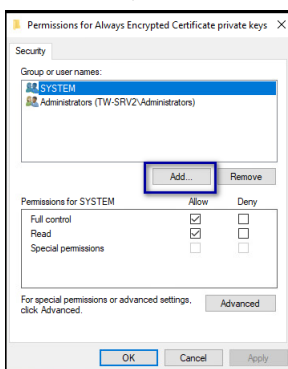 Permissions for Always Encrypted Certificate private keys
Security
Group or user names:
SYSTEM
Administrators (TW-SRV2\Administrators)
Add...
Remove
Permissions for SYSTEM Allow Deny
Full control
Read
Special permissions
For special permissions or advanced settings,
click Advanced.
Advanced
OK Cancel Apply